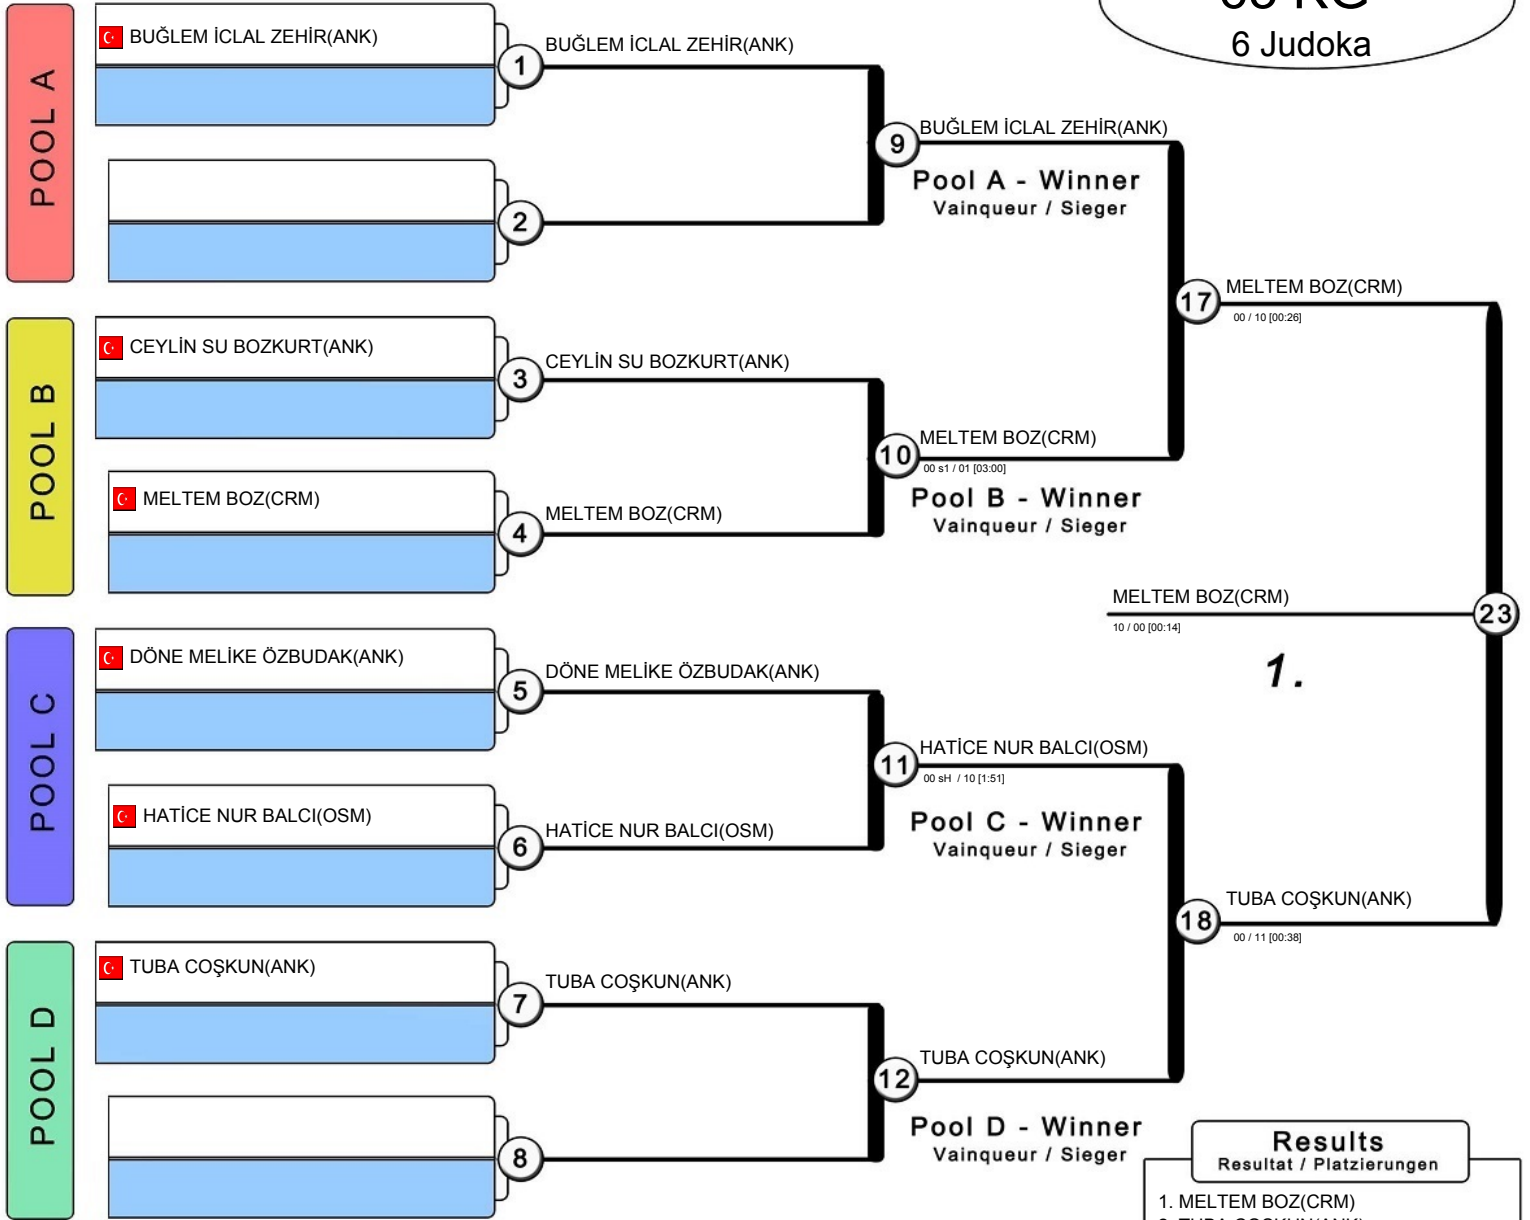 6 Judoka
POOL A
BUĞLEM İCLAL ZEHİR(ANK)
1
BUĞLEM İCLAL ZEHİR(ANK)
2
9
BUĞLEM İCLAL ZEHİR(ANK)
Pool A - Winner
Vainqueur / Sieger
POOL B
CEYLİN SU BOZKURT(ANK)
3
CEYLİN SU BOZKURT(ANK)
MELTEM BOZ(CRM)
4
MELTEM BOZ(CRM)
10
MELTEM BOZ(CRM)
00 s1 / 01 [03:00]
Pool B - Winner
Vainqueur / Sieger
17
MELTEM BOZ(CRM)
00 / 10 [00:26]
MELTEM BOZ(CRM)
10 / 00 [00:14]
23
1.
POOL C
DÖNE MELİKE ÖZBUDAK(ANK)
5
DÖNE MELİKE ÖZBUDAK(ANK)
HATİCE NUR BALCI(OSM)
6
HATİCE NUR BALCI(OSM)
11
HATİCE NUR BALCI(OSM)
00 sH / 10 [1:51]
Pool C - Winner
Vainqueur / Sieger
18
TUBA COŞKUN(ANK)
00 / 11 [00:38]
POOL D
TUBA COŞKUN(ANK)
7
TUBA COŞKUN(ANK)
8
12
TUBA COŞKUN(ANK)
Pool D - Winner
Vainqueur / Sieger
Results
Resultat / Platzierungen
1. MELTEM BOZ(CRM)